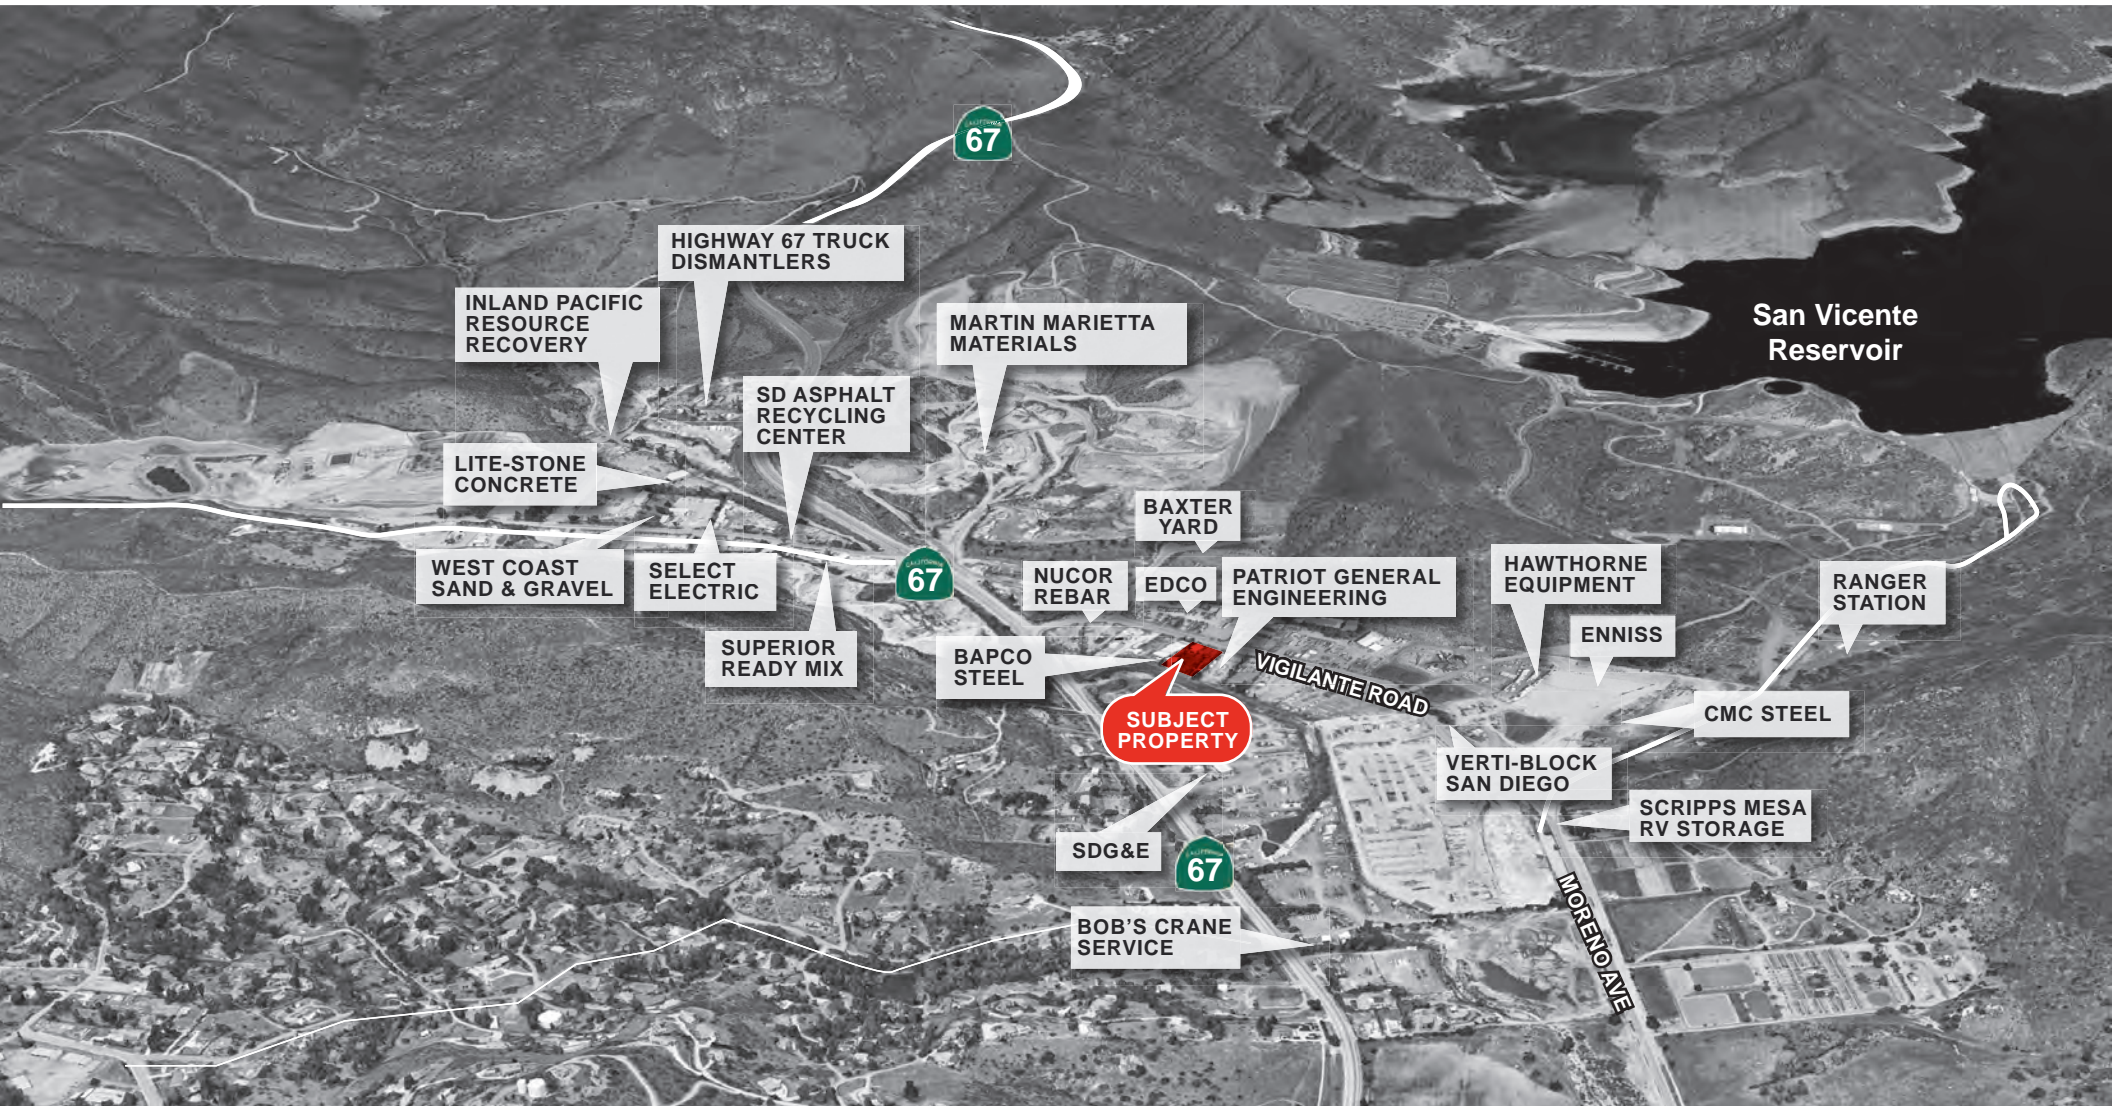 CALIFORNIA
67
HIGHWAY 67 TRUCK
DISMANTLERS
INLAND PACIFIC
RESOURCE
RECOVERY
MARTIN MARIETTA
MATERIALS
San Vicente
Reservoir
SD ASPHALT
RECYCLING
CENTER
LITE-STONE
CONCRETE
BAXTER
YARD
WEST COAST
SAND & GRAVEL
SELECT
ELECTRIC
CALIFORNIA
67
NUCOR
REBAR
EDCO
PATRIOT GENERAL
ENGINEERING
HAWTHORNE
EQUIPMENT
RANGER
STATION
ENNISS
SUPERIOR
READY MIX
BAPCO
STEEL
VIGILANTE ROAD
SUBJECT
PROPERTY
CMC STEEL
VERTI-BLOCK
SAN DIEGO
SCRIPPS MESA
RV STORAGE
SDG&E
CALIFORNIA
67
MORENO AVE
BOB'S CRANE
SERVICE